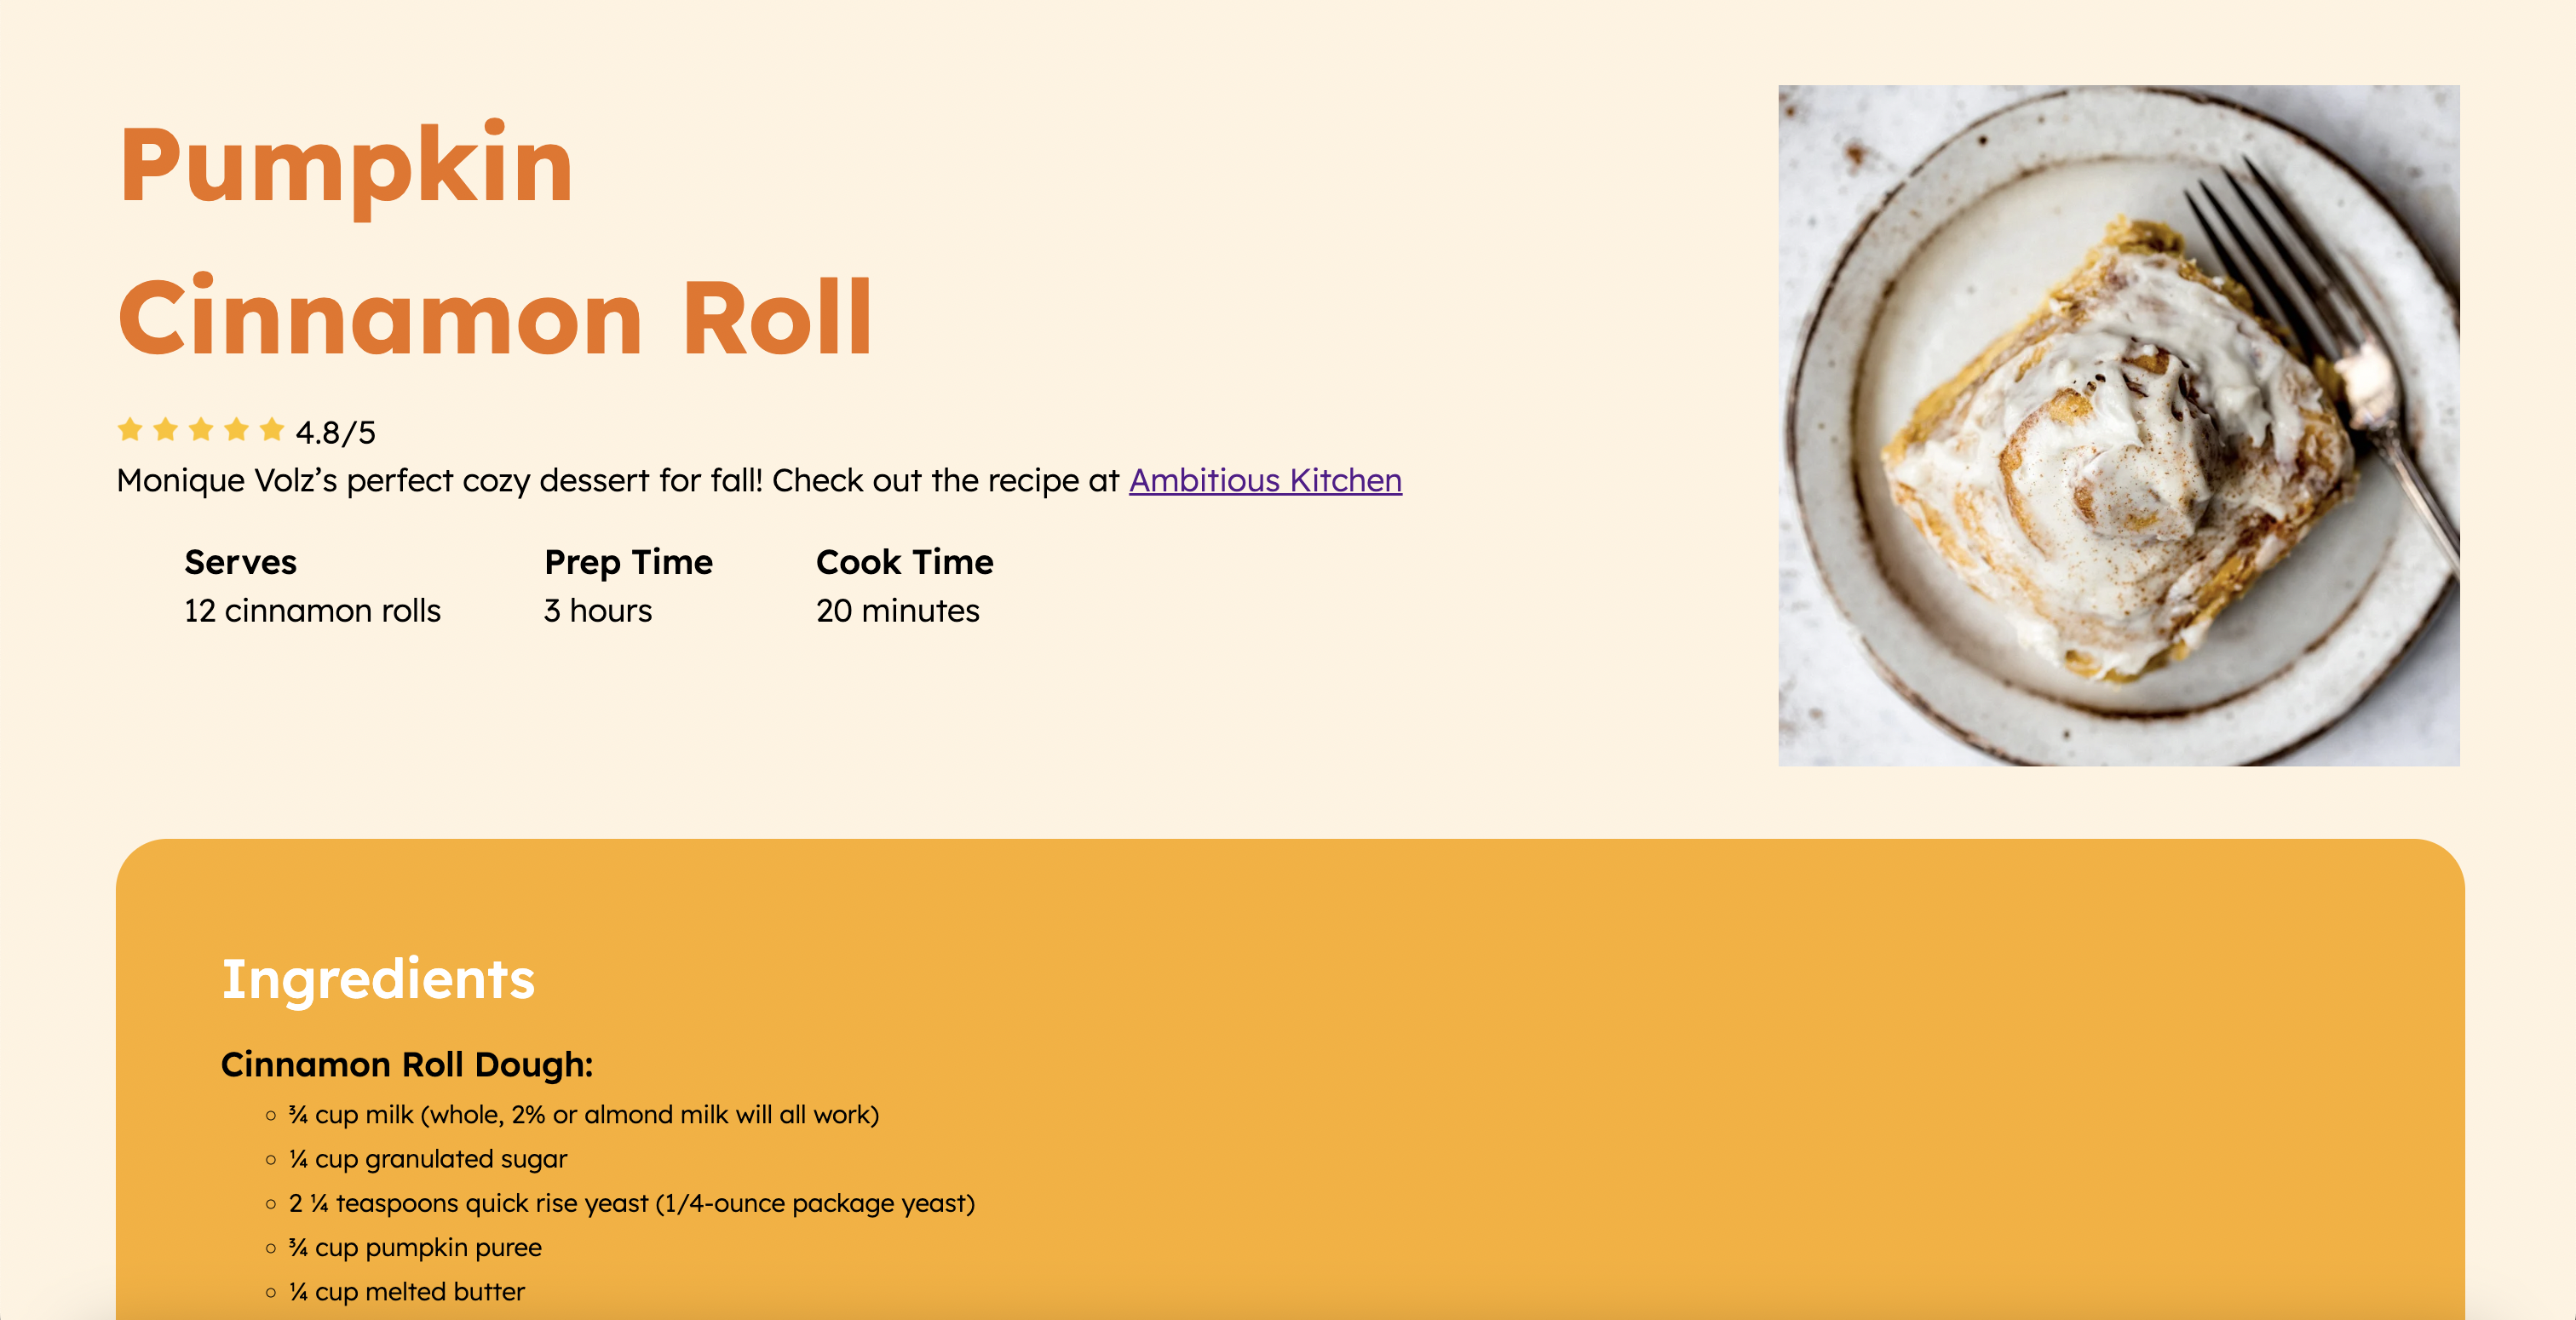 Pumpkin
Cinnamon Roll
4.8/5
Monique Volz’s perfect cozy dessert for fall! Check out the recipe at Ambitious Kitchen
Serves
12 cinnamon rolls
Prep Time
3 hours
Cook Time
20 minutes
Ingredients
Cinnamon Roll Dough:
¾ cup milk (whole, 2% or almond milk will all work)
¼ cup granulated sugar
2 ¼ teaspoons quick rise yeast (1/4-ounce package yeast)
¾ cup pumpkin puree
¼ cup melted butter